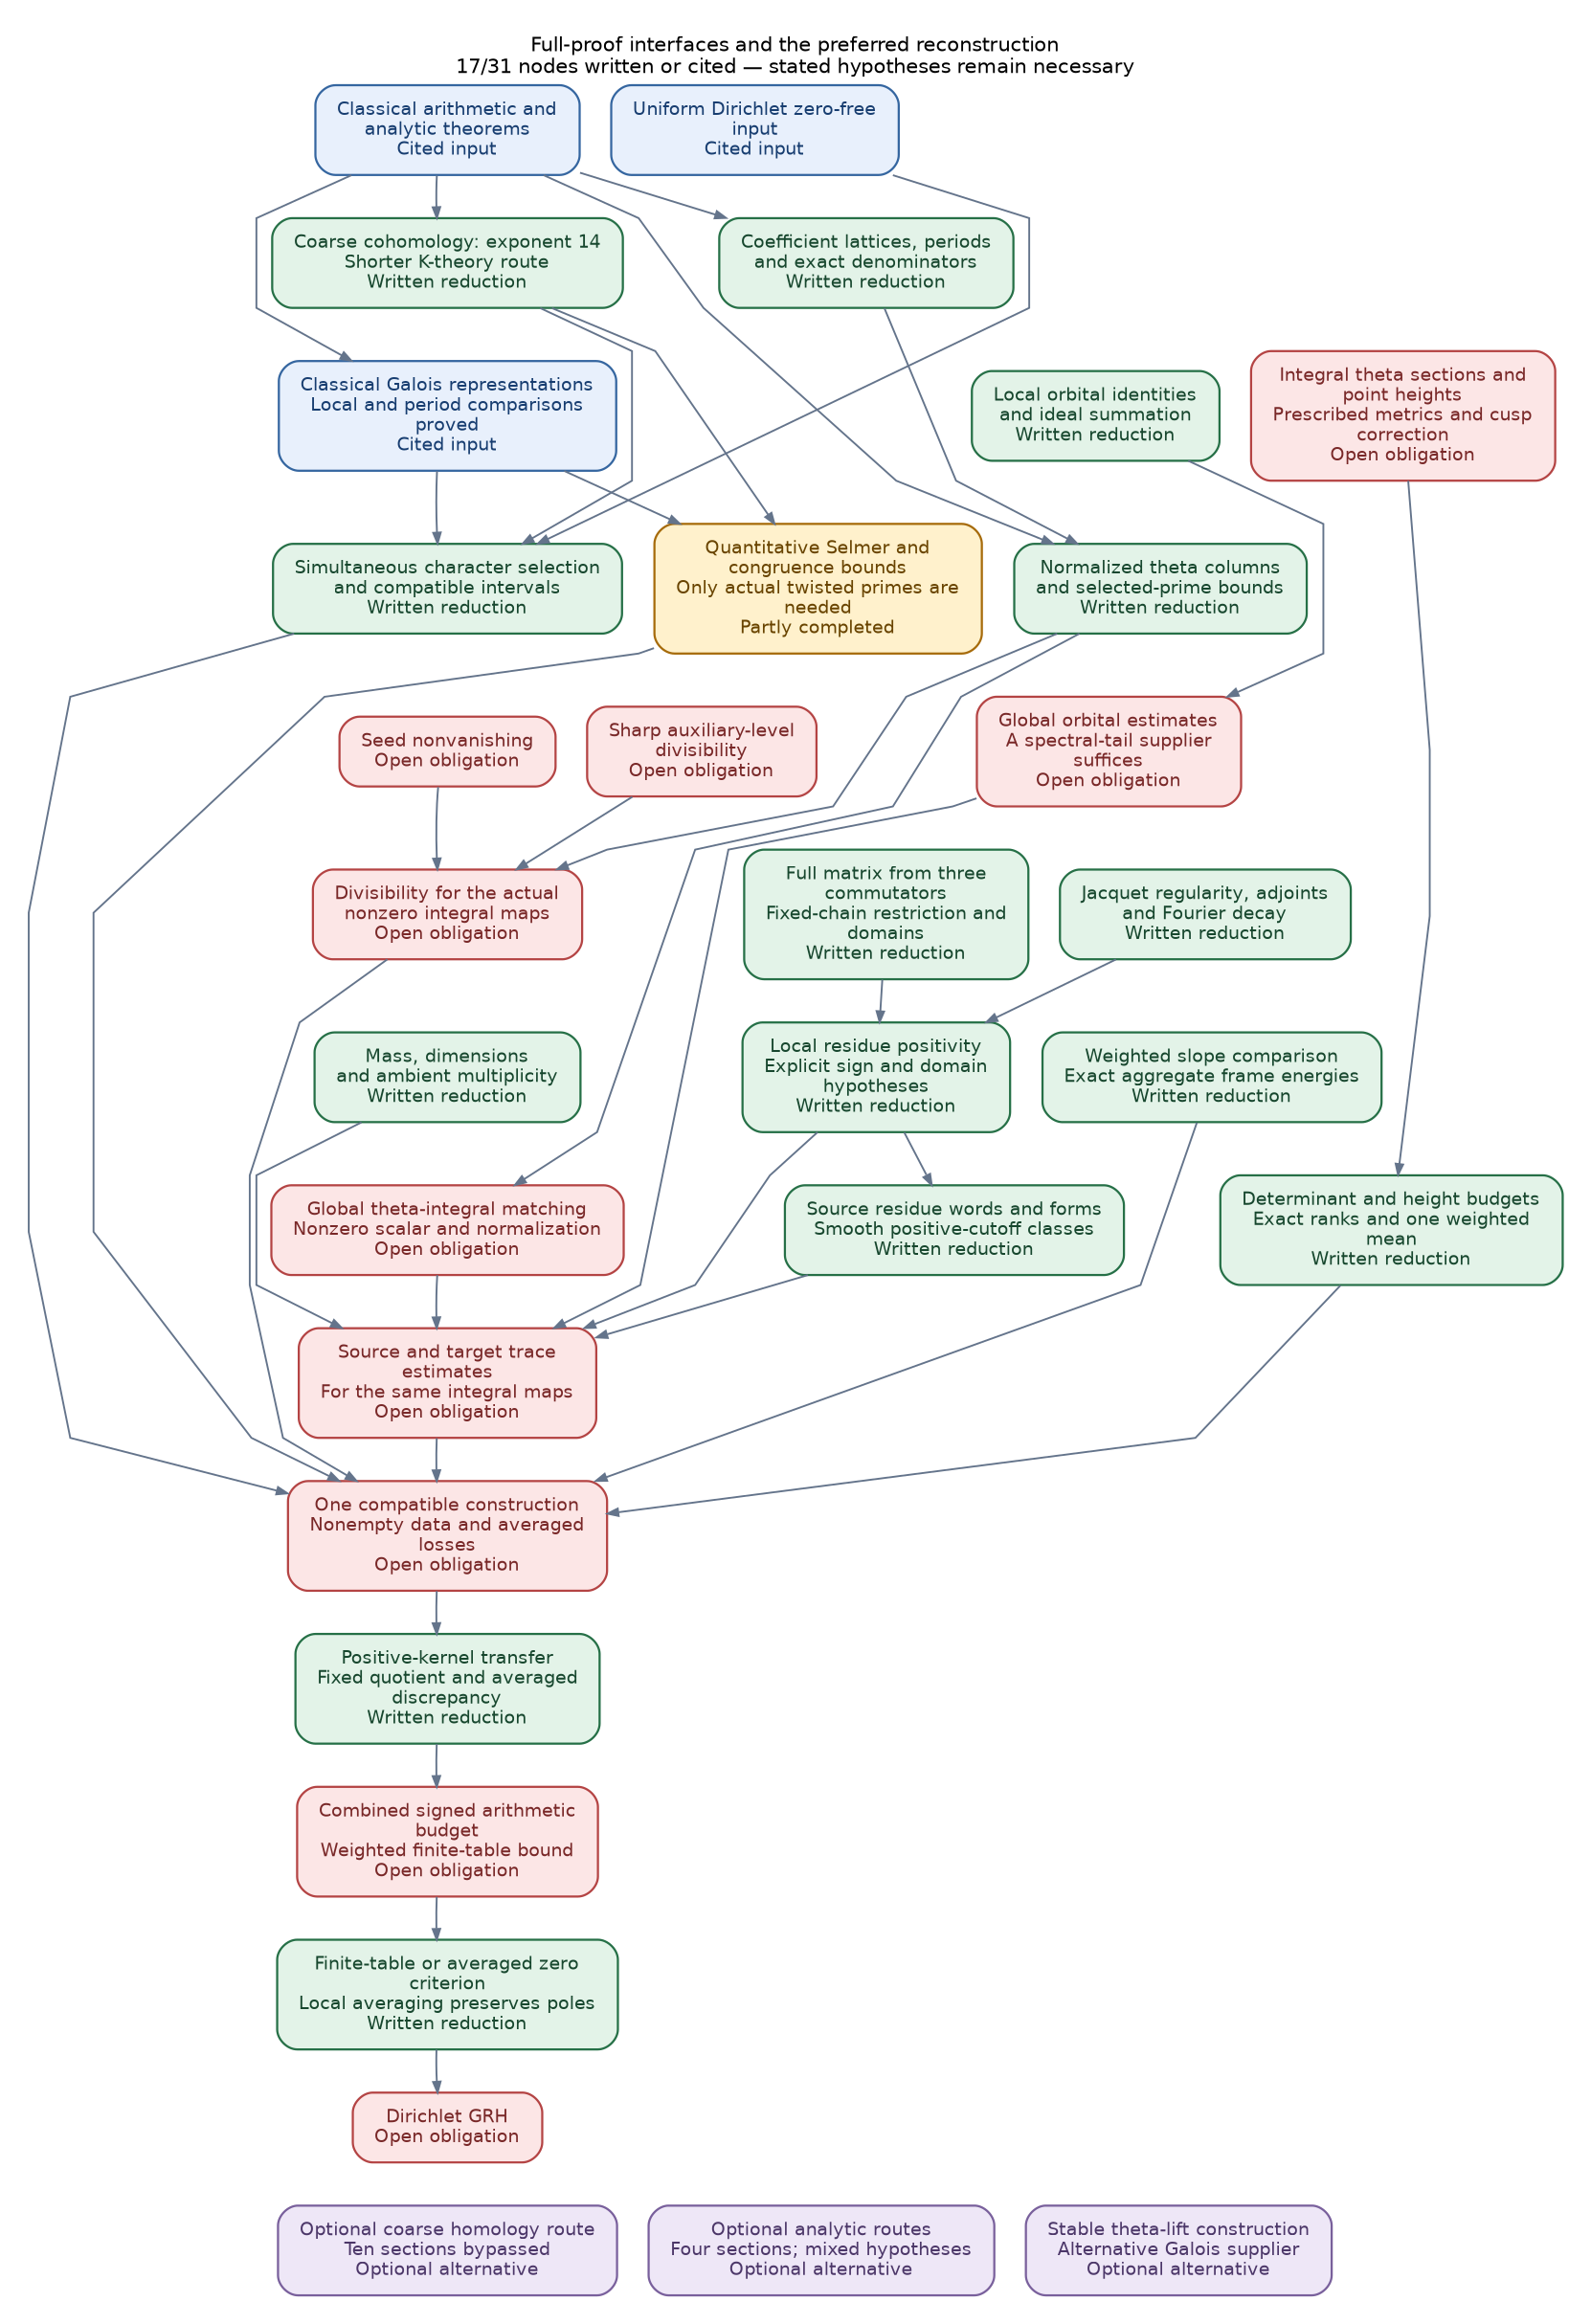 Full-proof interfaces and the preferred reconstruction
17/31 nodes written or cited — stated hypotheses remain necessary
Classical arithmetic and
analytic theorems
Cited input
Uniform Dirichlet zero-free
input
Cited input
Coarse cohomology: exponent 14
Shorter K-theory route
Written reduction
Coefficient lattices, periods
and exact denominators
Written reduction
Classical Galois representations
Local and period comparisons
proved
Cited input
Local orbital identities
and ideal summation
Written reduction
Integral theta sections and
point heights
Prescribed metrics and cusp
correction
Open obligation
Simultaneous character selection
and compatible intervals
Written reduction
Quantitative Selmer and
congruence bounds
Only actual twisted primes are
needed
Partly completed
Normalized theta columns
and selected-prime bounds
Written reduction
Seed nonvanishing
Open obligation
Sharp auxiliary-level
divisibility
Open obligation
Global orbital estimates
A spectral-tail supplier
suffices
Open obligation
Divisibility for the actual
nonzero integral maps
Open obligation
Full matrix from three
commutators
Fixed-chain restriction and
domains
Written reduction
Jacquet regularity, adjoints
and Fourier decay
Written reduction
Mass, dimensions
and ambient multiplicity
Written reduction
Local residue positivity
Explicit sign and domain
hypotheses
Written reduction
Weighted slope comparison
Exact aggregate frame energies
Written reduction
Global theta-integral matching
Nonzero scalar and normalization
Open obligation
Source residue words and forms
Smooth positive-cutoff classes
Written reduction
Determinant and height budgets
Exact ranks and one weighted
mean
Written reduction
Source and target trace
estimates
For the same integral maps
Open obligation
One compatible construction
Nonempty data and averaged
losses
Open obligation
Positive-kernel transfer
Fixed quotient and averaged
discrepancy
Written reduction
Combined signed arithmetic
budget
Weighted finite-table bound
Open obligation
Finite-table or averaged zero
criterion
Local averaging preserves poles
Written reduction
Dirichlet GRH
Open obligation
Optional coarse homology route
Ten sections bypassed
Optional alternative
Optional analytic routes
Four sections; mixed hypotheses
Optional alternative
Stable theta-lift construction
Alternative Galois supplier
Optional alternative